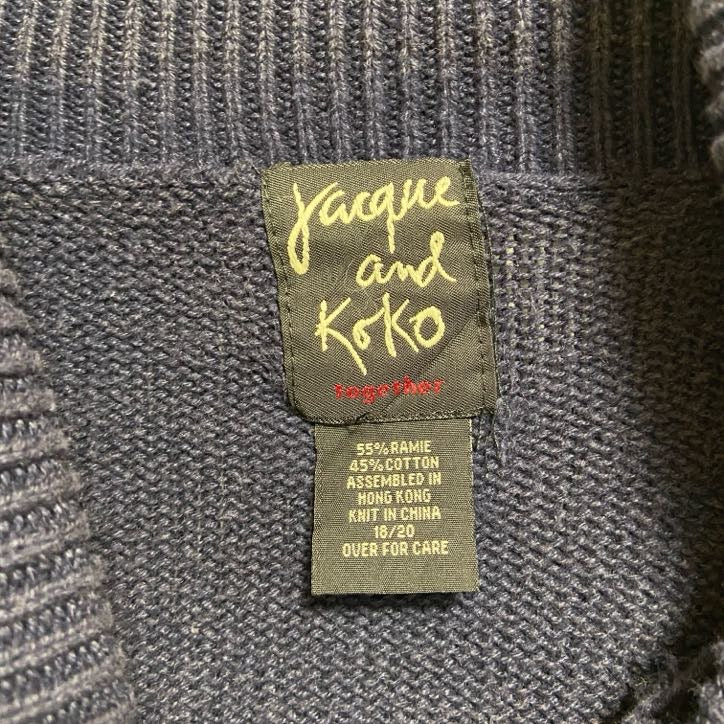 Jacque
and
KoKo
together
55% RAMIE
45% COTTON
ASSEMBLED IN
HONG KONG
KNIT IN CHINA
18/20
OVER FOR CARE